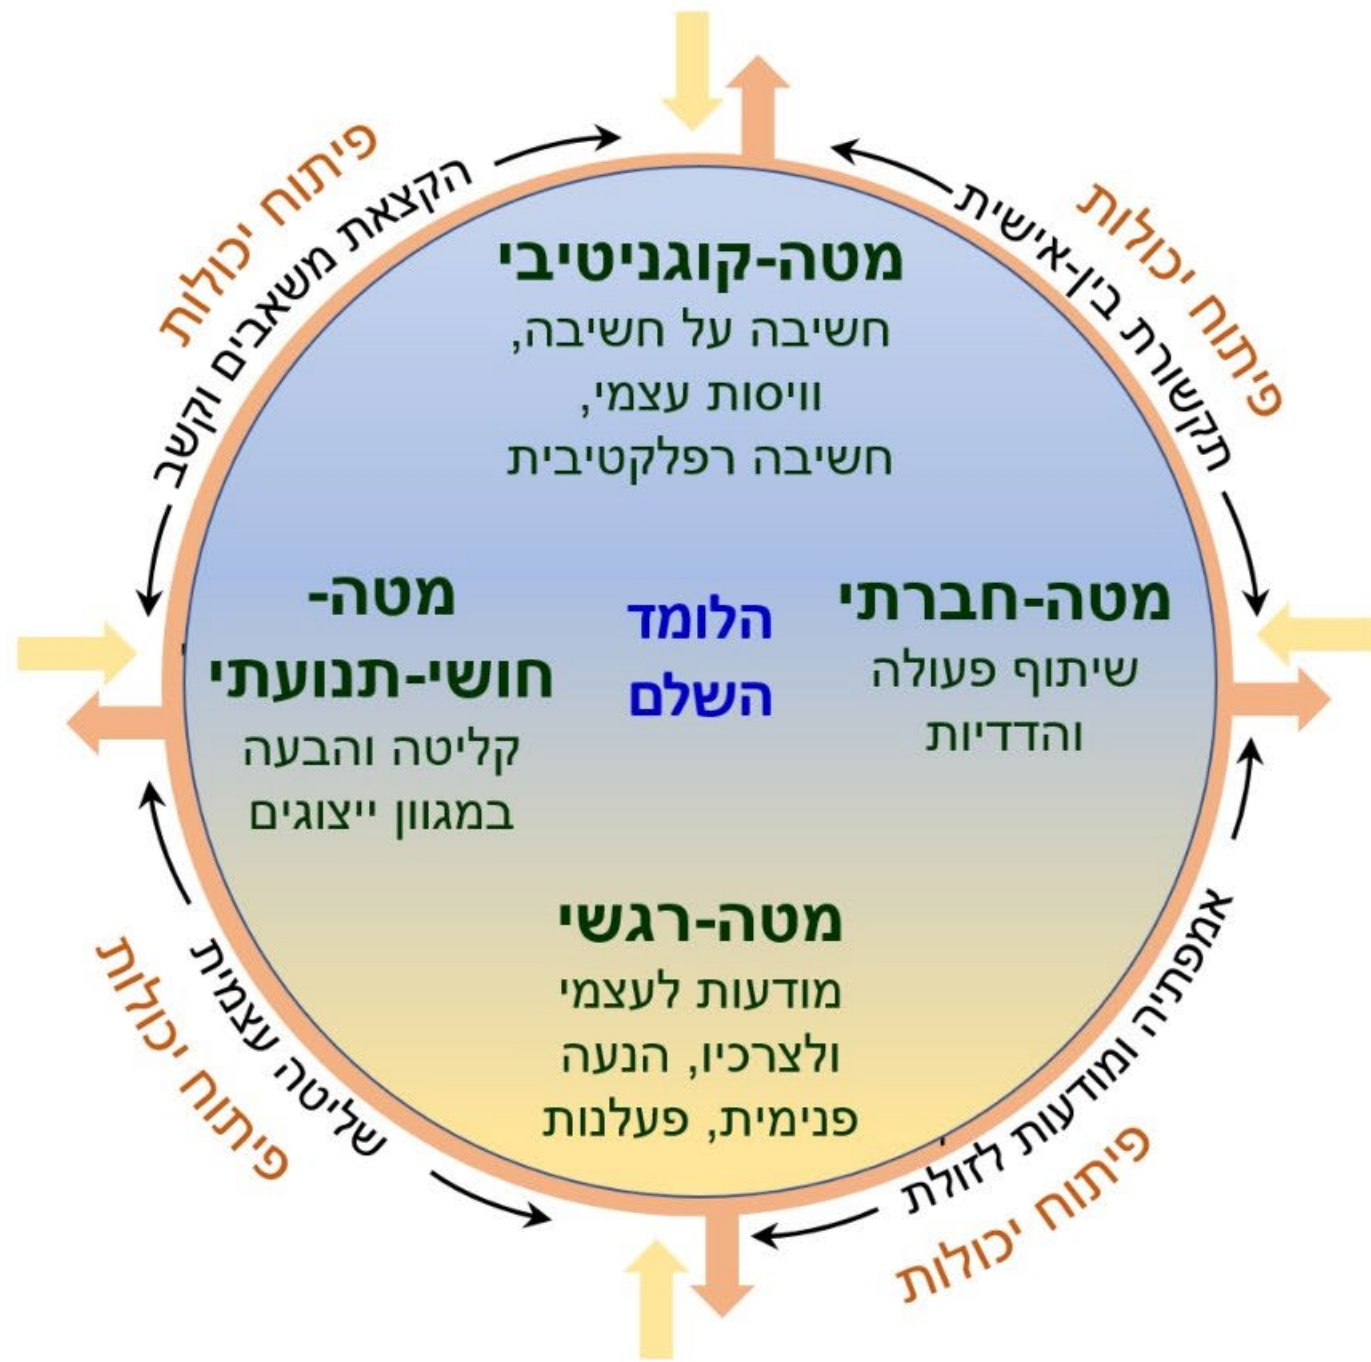 פיתוח יכולות
הקצאת משאבים וקשב
פיתוח יכולות
תקשורת בין-אישית
מטה-קוגניטיבי
חשיבה על חשיבה,
וויסות עצמי,
חשיבה רפלקטיבית
מטה-חברתי
שיתוף פעולה
והדדיות
הלומד
השלם
מטה-
חושי-תנועתי
קליטה והבעה
במגוון ייצוגים
מטה-רגשי
מודעות לעצמי
ולצרכיו, הנעה
פנימית, פעלנות
אמפתיה ומודעות לזולת
פיתוח יכולות
שליטה עצמית
פיתוח יכולות